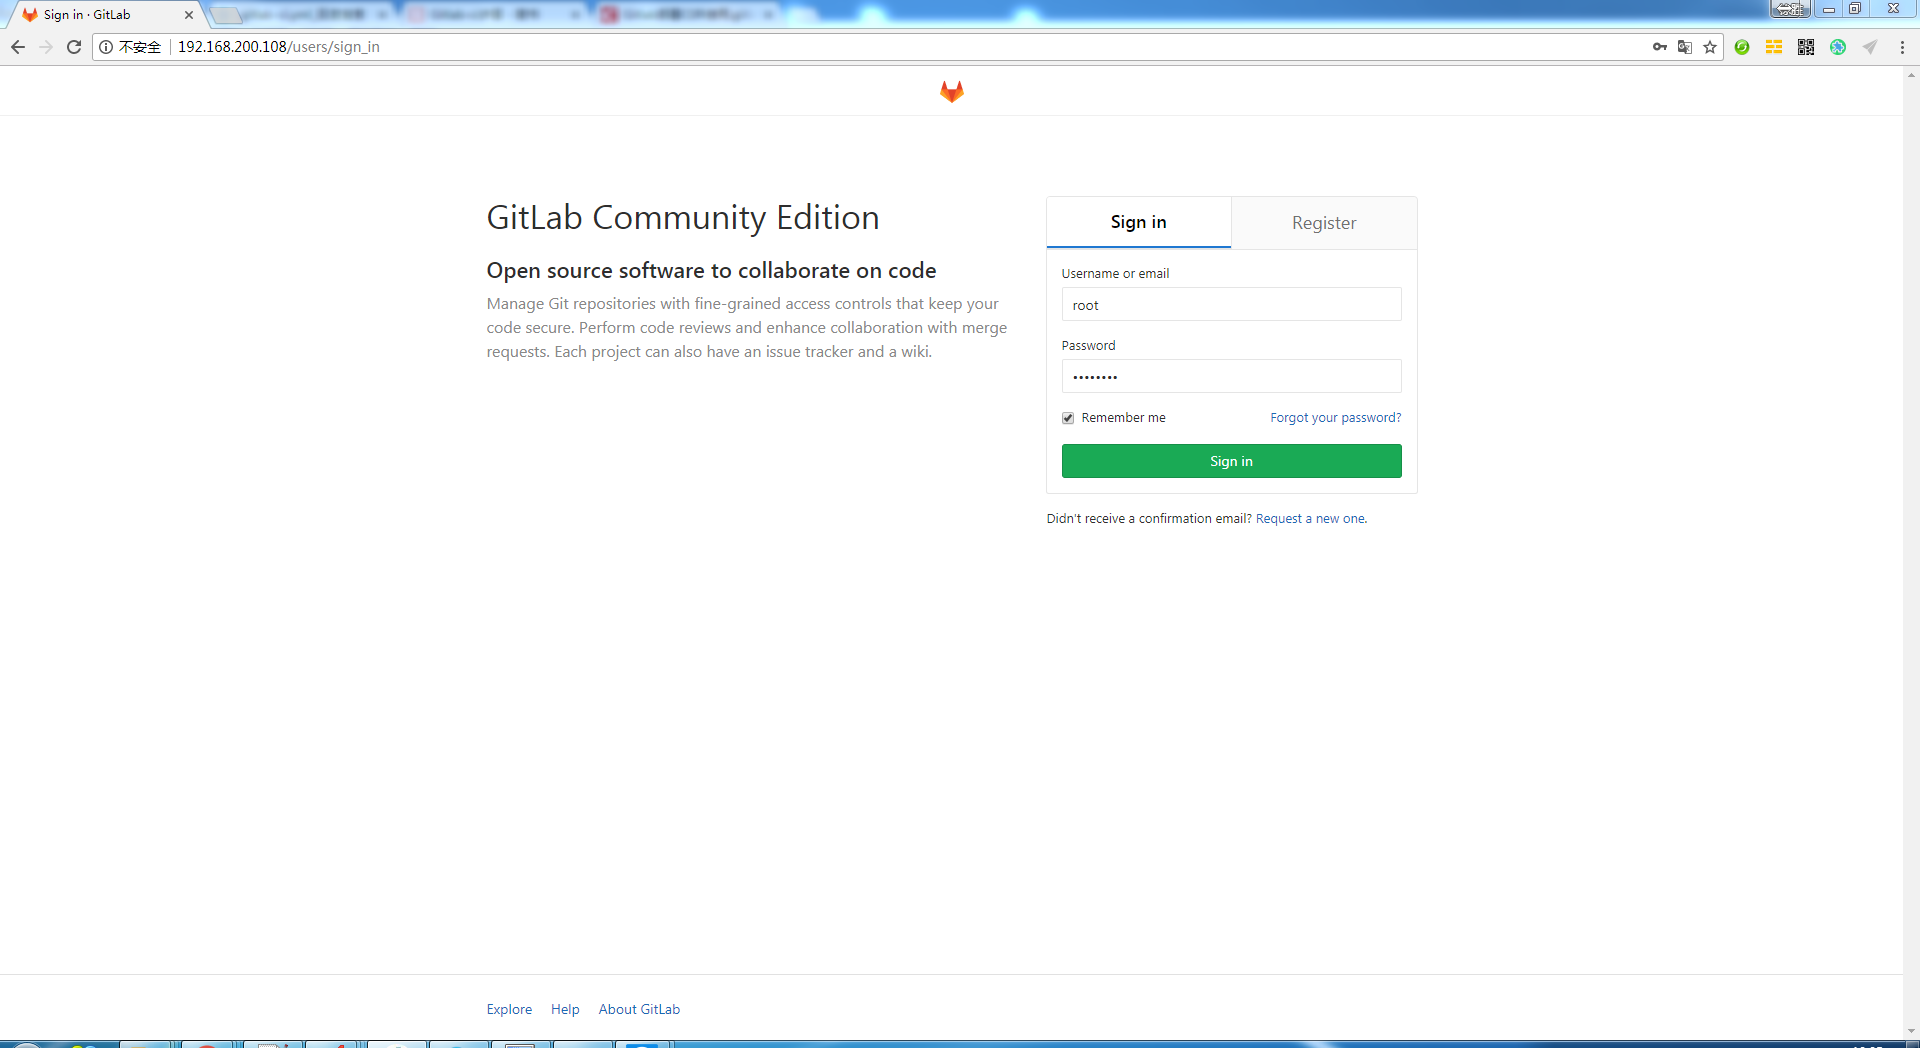 Sign in · GitLab
不安全 192.168.200.108/users/sign_in
GitLab Community Edition
Open source software to collaborate on code
Manage Git repositories with fine-grained access controls that keep your
code secure. Perform code reviews and enhance collaboration with merge
requests. Each project can also have an issue tracker and a wiki.
Sign in
Register
Username or email
root
Password
Remember me
Forgot your password?
Sign in
Didn't receive a confirmation email? Request a new one.
Explore
Help
About GitLab